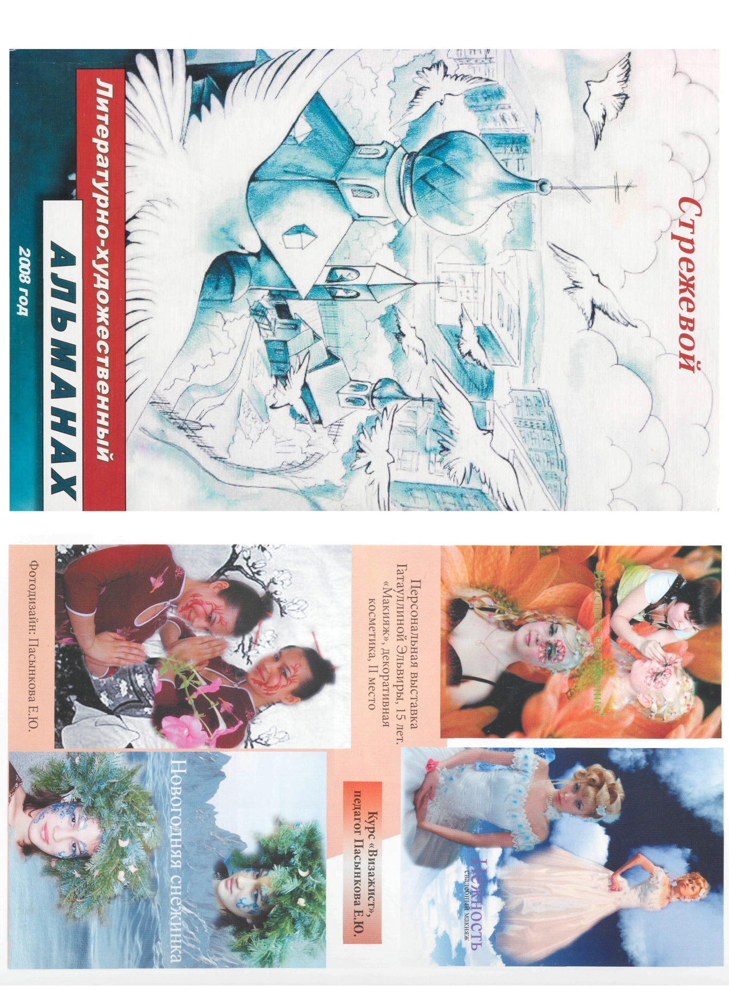 Стрежевой
Литературно-художественный
АЛЬМАНАХ
2008 год
Весеннее настроение!
Нежность
свадебный макияж
Персональная выставка
Гатауллиной Эльвиры, 15 лет.
«Макияж», декоративная
косметика, II место
Курс «Визажист»,
педагог Пасынкова Е.Ю.
Новогодняя снежинка
Фотодизайн: Пасынкова Е.Ю.